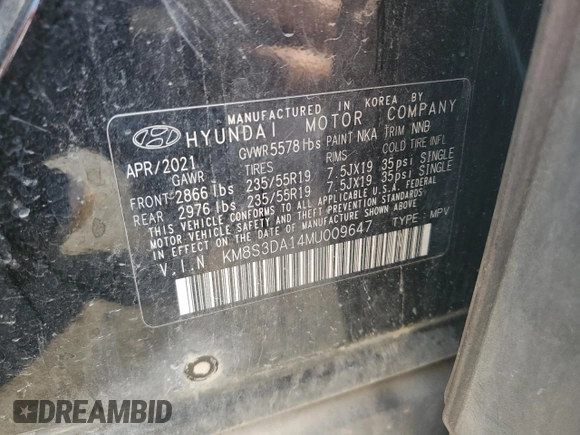 MANUFACTURED IN KOREA BY
HYUNDAI MOTOR COMPANY
APR/2021 GVWR 5578 lbs PAINT NKA TRIM NNB
GAWR TIRES RIMS COLD TIRE INFL
FRONT 2866 lbs 235/55R19 7.5JX19 35psi SINGLE
REAR 2976 lbs 235/55R19 7.5JX19 35psi SINGLE
THIS VEHICLE CONFORMS TO ALL APPLICABLE U.S.A. FEDERAL
MOTOR VEHICLE SAFETY AND THEFT PREVENTION STANDARDS
IN EFFECT ON THE DATE OF MANUFACTURE SHOWN ABOVE.
V.I.N KM8S3DA14MU009647 TYPE : MPV
DREAMBID